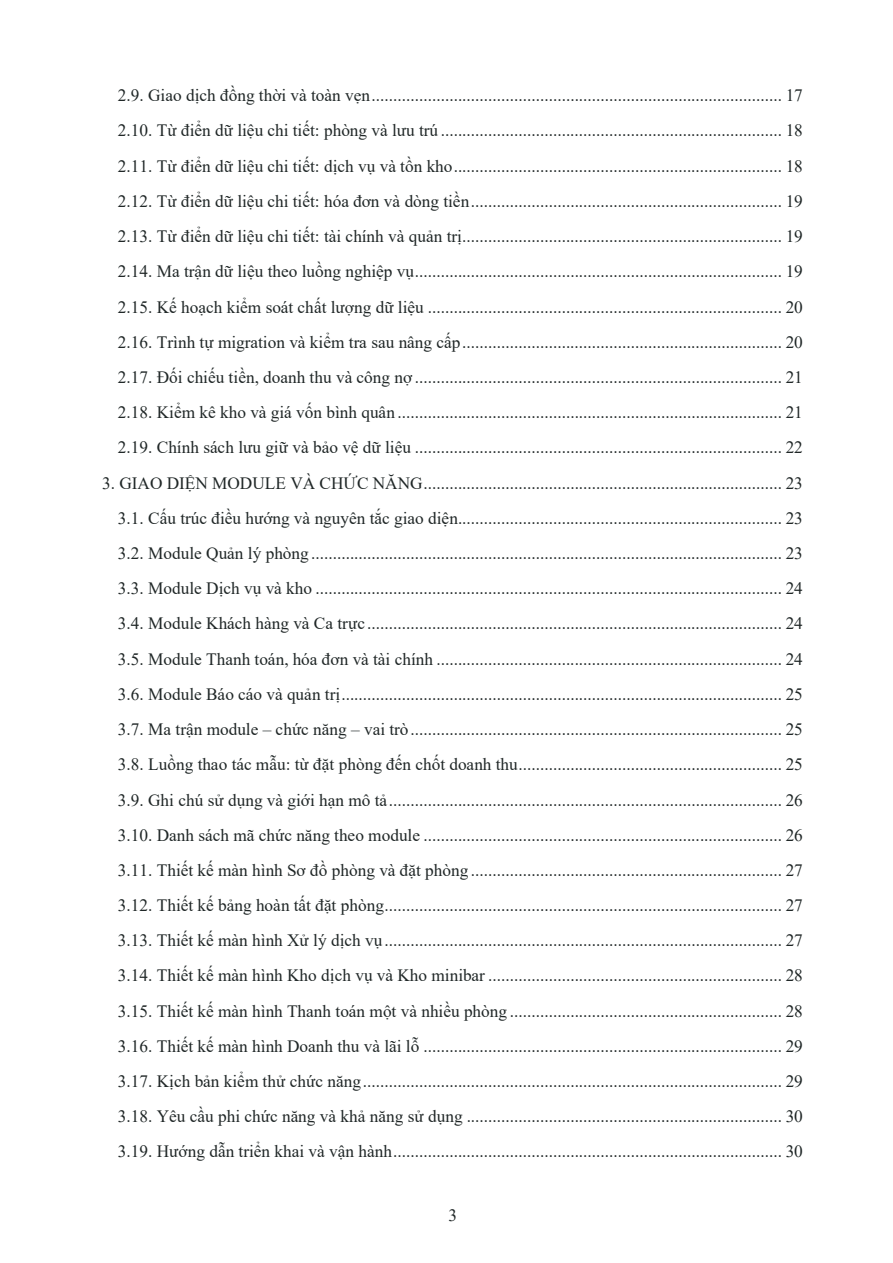 2.9. Giao dịch đồng thời và toàn vẹn............................................................ 17
2.10. Từ điển dữ liệu chi tiết: phòng và lưu trú............................................................ 18
2.11. Từ điển dữ liệu chi tiết: dịch vụ và tồn kho............................................................ 18
2.12. Từ điển dữ liệu chi tiết: hóa đơn và dòng tiền............................................................ 19
2.13. Từ điển dữ liệu chi tiết: tài chính và quản trị............................................................ 19
2.14. Ma trận dữ liệu theo luồng nghiệp vụ............................................................ 19
2.15. Kế hoạch kiểm soát chất lượng dữ liệu ............................................................ 20
2.16. Trình tự migration và kiểm tra sau nâng cấp............................................................ 20
2.17. Đối chiếu tiền, doanh thu và công nợ............................................................ 21
2.18. Kiểm kê kho và giá vốn bình quân............................................................ 21
2.19. Chính sách lưu giữ và bảo vệ dữ liệu ............................................................ 22
3. GIAO DIỆN MODULE VÀ CHỨC NĂNG............................................................ 23
3.1. Cấu trúc điều hướng và nguyên tắc giao diện............................................................ 23
3.2. Module Quản lý phòng............................................................ 23
3.3. Module Dịch vụ và kho ............................................................ 24
3.4. Module Khách hàng và Ca trực............................................................ 24
3.5. Module Thanh toán, hóa đơn và tài chính ............................................................ 24
3.6. Module Báo cáo và quản trị............................................................ 25
3.7. Ma trận module – chức năng – vai trò............................................................ 25
3.8. Luồng thao tác mẫu: từ đặt phòng đến chốt doanh thu............................................................ 25
3.9. Ghi chú sử dụng và giới hạn mô tả............................................................ 26
3.10. Danh sách mã chức năng theo module ............................................................ 26
3.11. Thiết kế màn hình Sơ đồ phòng và đặt phòng............................................................ 27
3.12. Thiết kế bảng hoàn tất đặt phòng............................................................ 27
3.13. Thiết kế màn hình Xử lý dịch vụ............................................................ 27
3.14. Thiết kế màn hình Kho dịch vụ và Kho minibar ............................................................ 28
3.15. Thiết kế màn hình Thanh toán một và nhiều phòng............................................................ 28
3.16. Thiết kế màn hình Doanh thu và lãi lỗ ............................................................ 29
3.17. Kịch bản kiểm thử chức năng............................................................ 29
3.18. Yêu cầu phi chức năng và khả năng sử dụng ............................................................ 30
3.19. Hướng dẫn triển khai và vận hành............................................................ 30
3